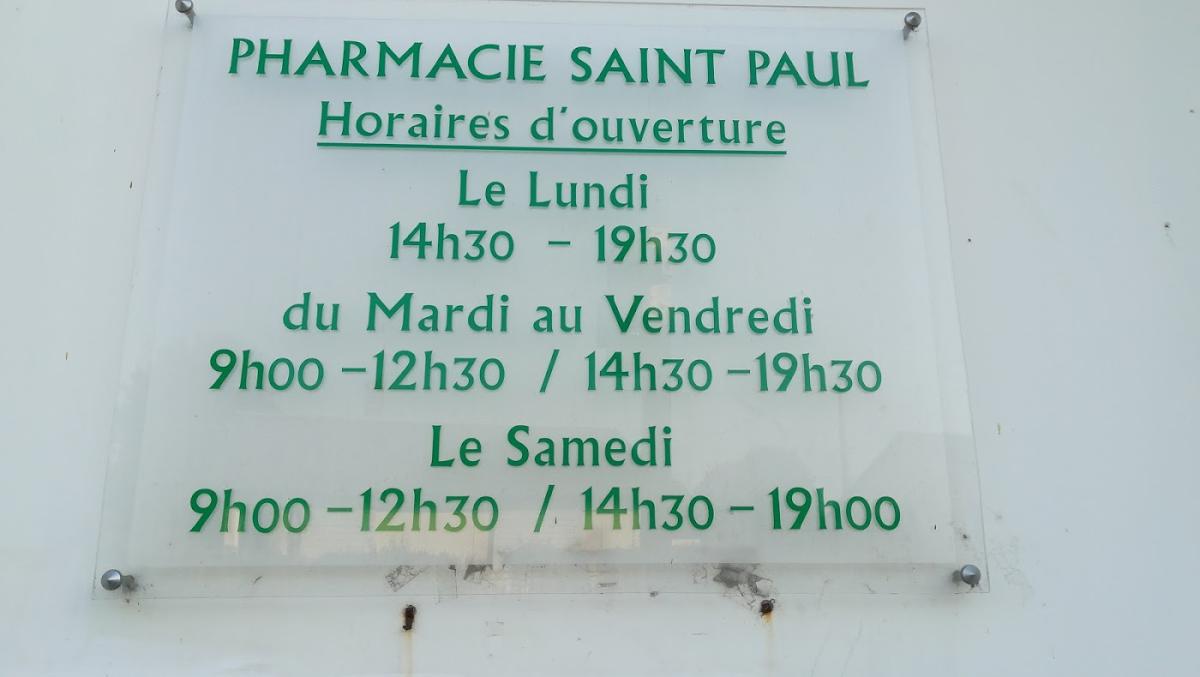 PHARMACIE SAINT PAUL
Horaires d'ouverture
Le Lundi
14h30 - 19h30
du Mardi au Vendredi
9h00 -12h30 / 14h30 -19h30
Le Samedi
9h00 -12h30 / 14h30 - 19h00